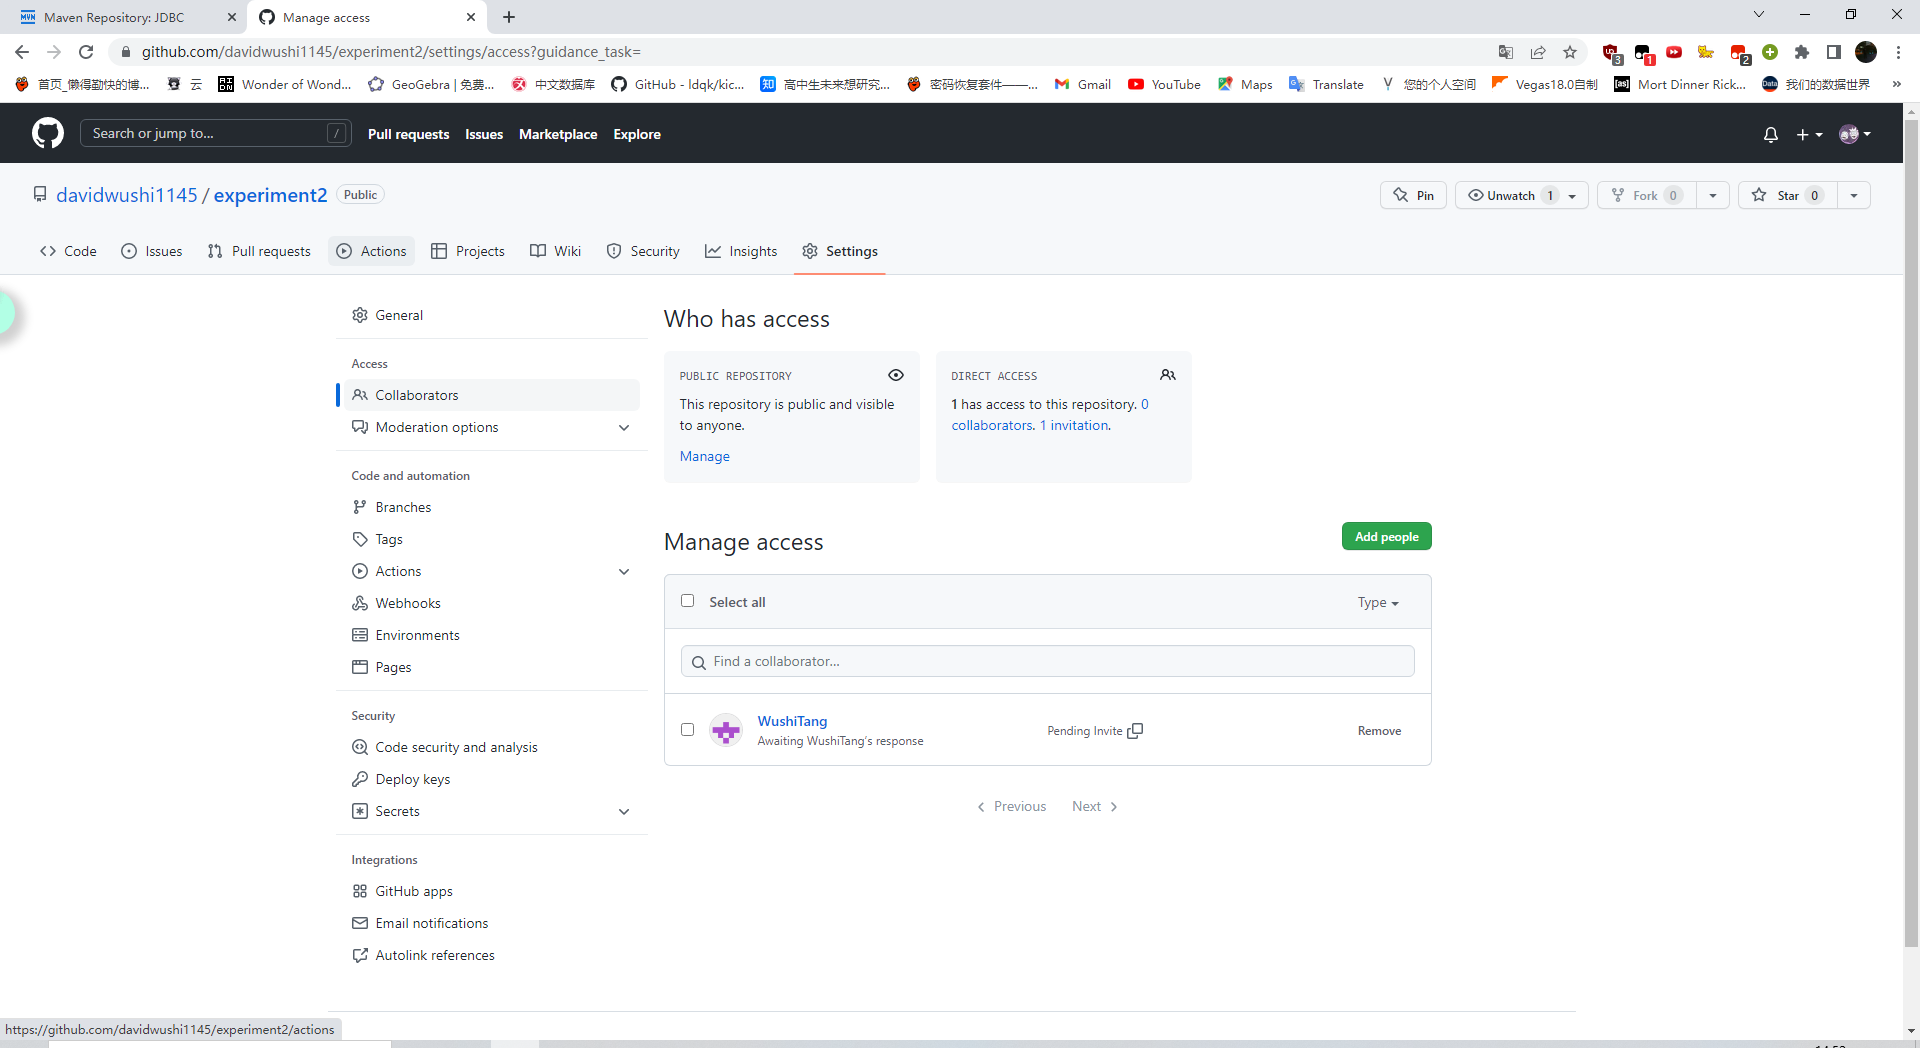 Maven Repository: JDBC
Manage access
github.com/davidwushi1145/experiment2/settings/access?guidance_task=
3
1
2
首页_懒得勤快的博...
云
Wonder of Wond...
GeoGebra | 免费...
中文数据库
GitHub - ldqk/kic...
知
高中生未来想研究...
密码恢复套件——...
Gmail
YouTube
Maps
Translate
您的个人空间
Vegas18.0自制
[as]
Mort Dinner Rick...
Data
我们的数据世界
»
Search or jump to...
/
Pull requests
Issues
Marketplace
Explore
davidwushi1145 / experiment2
Public
Pin
Unwatch 1
Fork 0
Star 0
Code
Issues
Pull requests
Actions
Projects
Wiki
Security
Insights
Settings
General
Access
Collaborators
Moderation options
Code and automation
Branches
Tags
Actions
Webhooks
Environments
Pages
Security
Code security and analysis
Deploy keys
Secrets
Integrations
GitHub apps
Email notifications
Autolink references
Who has access
PUBLIC REPOSITORY
This repository is public and visible
to anyone.
Manage
DIRECT ACCESS
1 has access to this repository. 0
collaborators. 1 invitation.
Manage access
Add people
Select all
Type
Find a collaborator...
WushiTang
Awaiting WushiTang's response
Pending Invite
Remove
Previous
Next
https://github.com/davidwushi1145/experiment2/actions